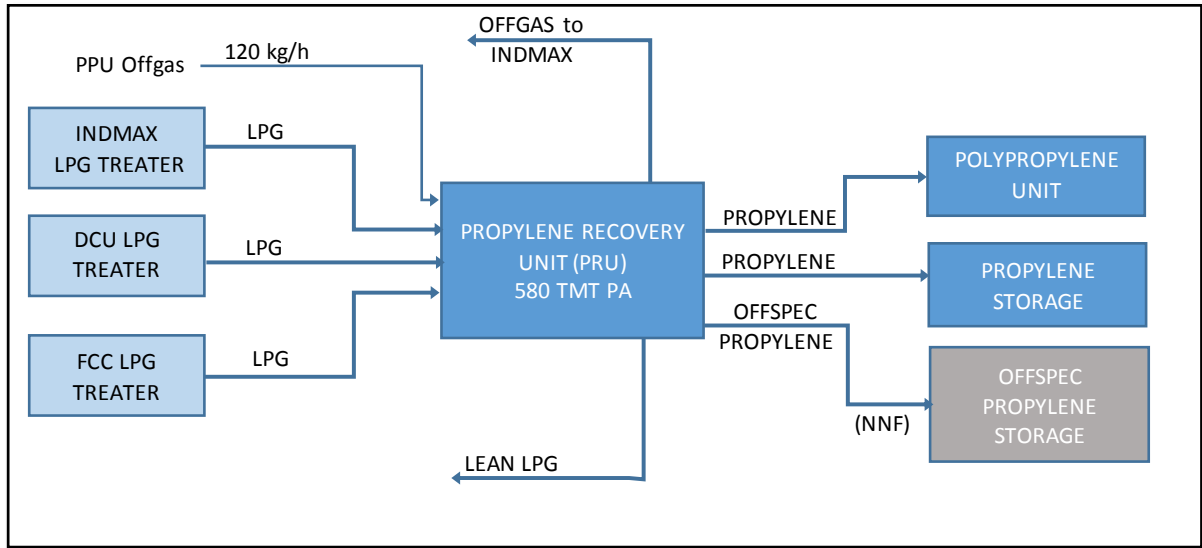 OFFGAS to
INDMAX
PPU Offgas
120 kg/h
INDMAX
LPG TREATER
LPG
DCU LPG
TREATER
LPG
FCC LPG
TREATER
LPG
PROPYLENE RECOVERY
UNIT (PRU)
580 TMT PA
PROPYLENE
POLYPROPYLENE
UNIT
PROPYLENE
PROPYLENE
STORAGE
OFFSPEC
PROPYLENE
(NNF)
OFFSPEC
PROPYLENE
STORAGE
LEAN LPG